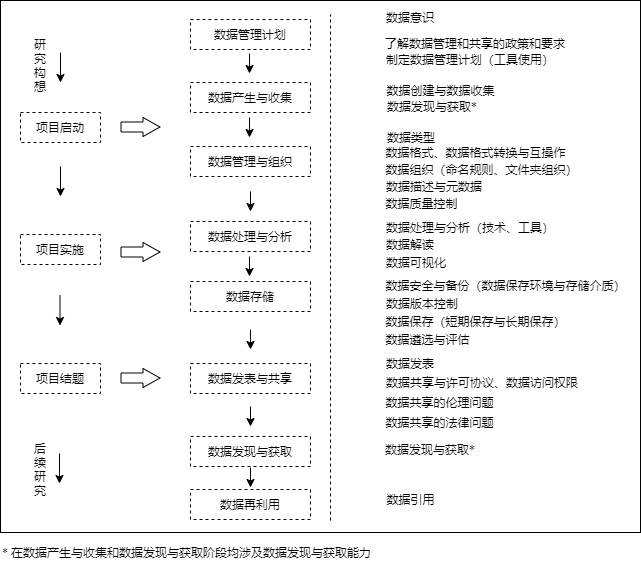 数据意识
数据管理计划
研究构想
了解数据管理和共享的政策和要求
制定数据管理计划（工具使用）
数据产生与收集
数据创建与数据收集
数据发现与获取*
项目启动
数据类型
数据管理与组织
数据格式、数据格式转换与互操作
数据组织（命名规则、文件夹组织）
数据描述与元数据
数据质量控制
项目实施
数据处理与分析
数据处理与分析（技术、工具）
数据解读
数据可视化
数据存储
数据安全与备份（数据保存环境与存储介质）
数据版本控制
数据保存（短期保存与长期保存）
数据遴选与评估
项目结题
数据发表与共享
数据发表
数据共享与许可协议、数据访问权限
数据共享的伦理问题
数据共享的法律问题
后续研究
数据发现与获取
数据发现与获取*
数据再利用
数据引用
* 在数据产生与收集和数据发现与获取阶段均涉及数据发现与获取能力